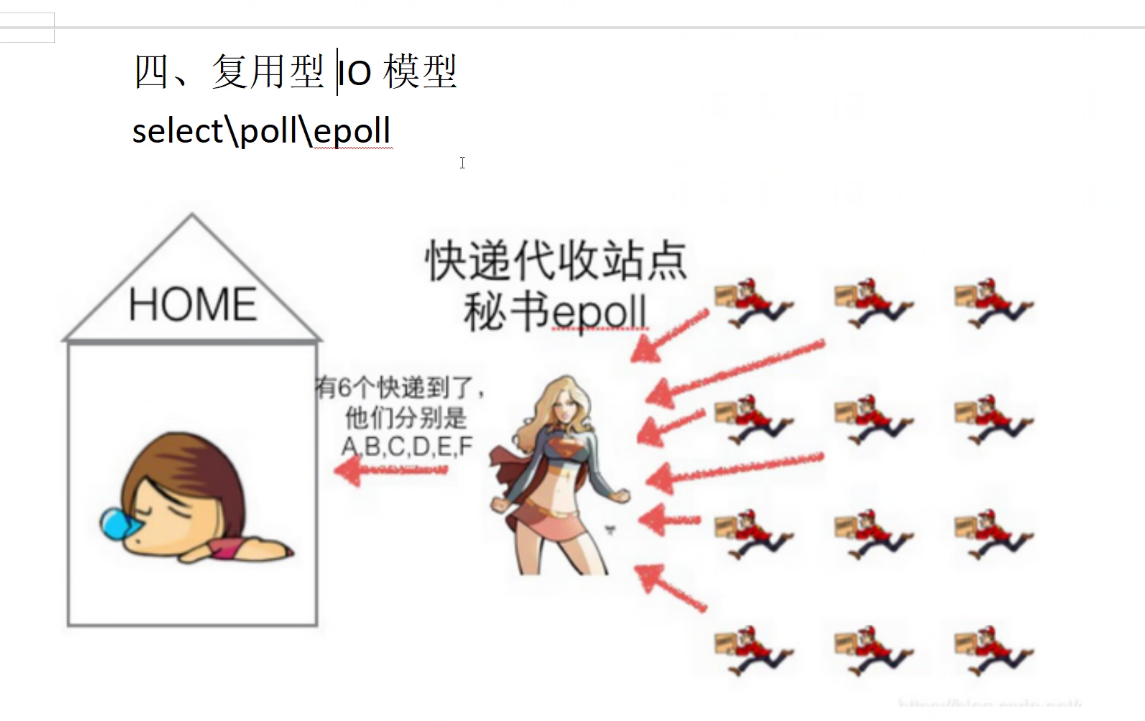 四、复用型 IO 模型
select\poll\epoll
HOME
快递代收站点
秘书epoll
有6个快递到了，
他们分别是
A,B,C,D,E,F